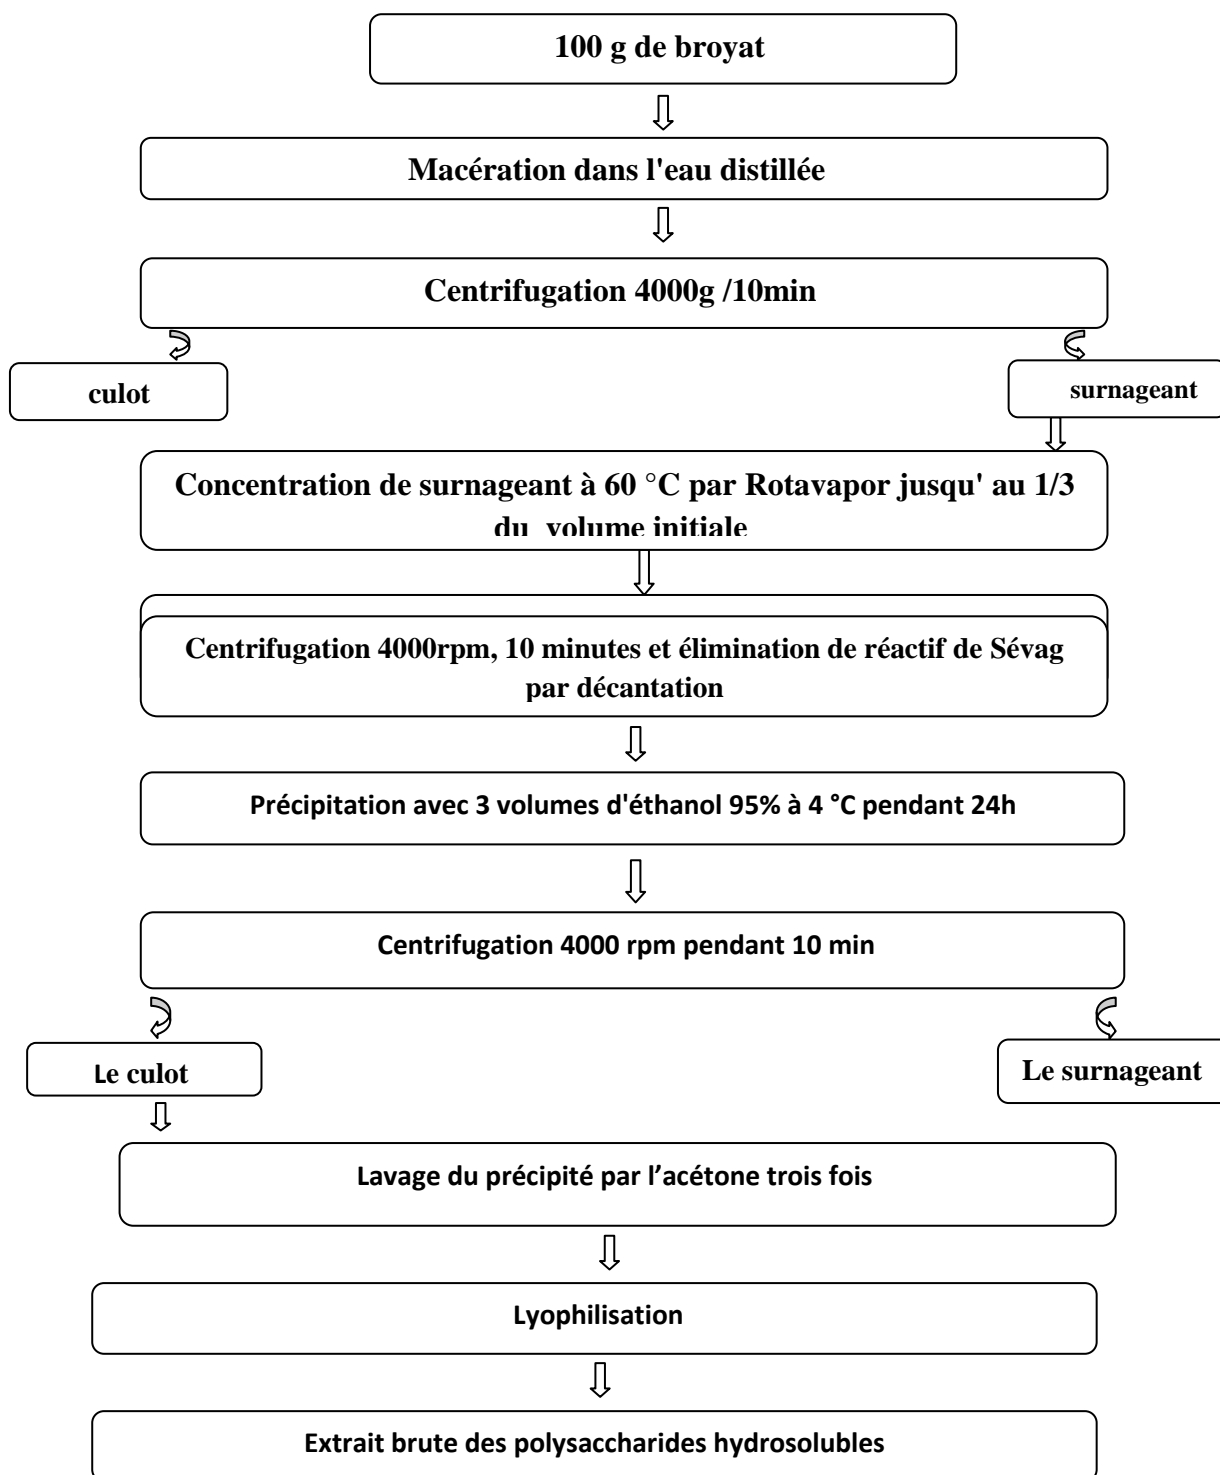 100 g de broyat
Macération dans l'eau distillée
Centrifugation 4000g /10min
culot
surnageant
Concentration de surnageant à 60 °C par Rotavapor jusqu' au 1/3
du volume initiale
Centrifugation 4000rpm, 10 minutes et élimination de réactif de Sévag
par décantation
Précipitation avec 3 volumes d'éthanol 95% à 4 °C pendant 24h
Centrifugation 4000 rpm pendant 10 min
Le culot
Le surnageant
Lavage du précipité par l’acétone trois fois
Lyophilisation
Extrait brute des polysaccharides hydrosolubles